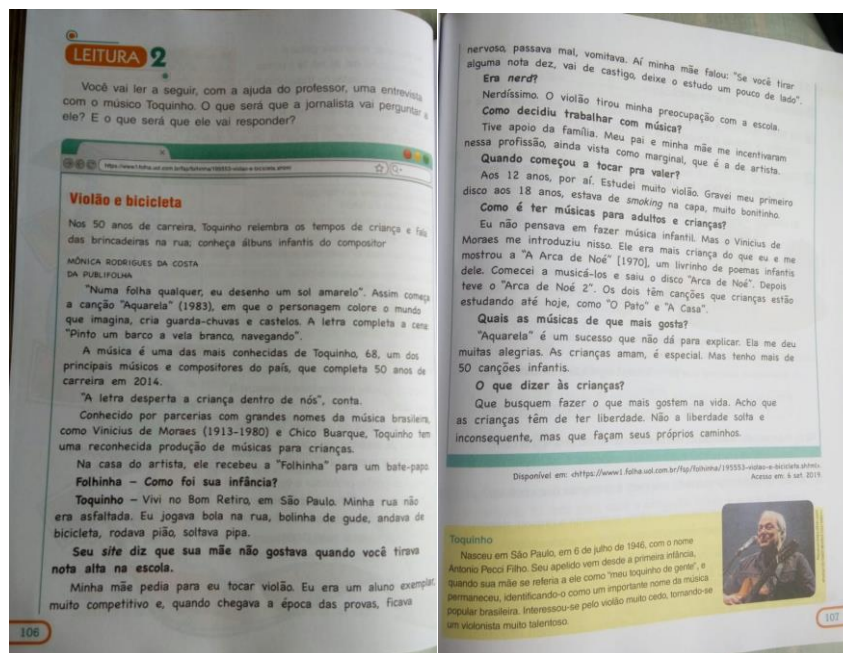 LEITURA 2
Você vai ler a seguir, com a ajuda do professor, uma entrevista
com o músico Toquinho. O que será que a jornalista vai perguntar a
ele? E o que será que ele vai responder?
https://www1.folha.uol.com.br/fsp/folhinha/195553-violao-e-bicicleta.shtml
Violão e bicicleta
Nos 50 anos de carreira, Toquinho relembra os tempos de criança e fala
das brincadeiras na rua; conheça álbuns infantis do compositor
MÔNICA RODRIGUES DA COSTA
DA PUBLIFOLHA
"Numa folha qualquer, eu desenho um sol amarelo". Assim começa
a canção "Aquarela" (1983), em que o personagem colore o mundo
que imagina, cria guarda-chuvas e castelos. A letra completa a cena:
"Pinto um barco a vela branco, navegando".
A música é uma das mais conhecidas de Toquinho, 68, um dos
principais músicos e compositores do país, que completa 50 anos de
carreira em 2014.
"A letra desperta a criança dentro de nós", conta.
Conhecido por parcerias com grandes nomes da música brasileira,
como Vinicius de Moraes (1913-1980) e Chico Buarque, Toquinho tem
uma reconhecida produção de músicas para crianças.
Na casa do artista, ele recebeu a "Folhinha" para um bate-papo.
Folhinha – Como foi sua infância?
Toquinho – Vivi no Bom Retiro, em São Paulo. Minha rua não
era asfaltada. Eu jogava bola na rua, bolinha de gude, andava de
bicicleta, rodava pião, soltava pipa.
Seu site diz que sua mãe não gostava quando você tirava
nota alta na escola.
Minha mãe pedia para eu tocar violão. Eu era um aluno exemplar,
muito competitivo e, quando chegava a época das provas, ficava
106
nervoso, passava mal, vomitava. Aí minha mãe falou: "Se você tirar
alguma nota dez, vai de castigo, deixe o estudo um pouco de lado".
Era nerd?
Nerdíssimo. O violão tirou minha preocupação com a escola.
Como decidiu trabalhar com música?
Tive apoio da família. Meu pai e minha mãe me incentivaram
nessa profissão, ainda vista como marginal, que é a de artista.
Quando começou a tocar pra valer?
Aos 12 anos, por aí. Estudei muito violão. Gravei meu primeiro
disco aos 18 anos, estava de smoking na capa, muito bonitinho.
Como é ter músicas para adultos e crianças?
Eu não pensava em fazer música infantil. Mas o Vinicius de
Moraes me introduziu nisso. Ele era mais criança do que eu e me
mostrou a "A Arca de Noé" [1970], um livrinho de poemas infantis
dele. Comecei a musicá-los e saiu o disco "Arca de Noé". Depois
teve o "Arca de Noé 2". Os dois têm canções que crianças estão
estudando até hoje, como "O Pato" e "A Casa".
Quais as músicas de que mais gosta?
"Aquarela" é um sucesso que não dá para explicar. Ela me deu
muitas alegrias. As crianças amam, é especial. Mas tenho mais de
50 canções infantis.
O que dizer às crianças?
Que busquem fazer o que mais gostem na vida. Acho que
as crianças têm de ter liberdade. Não a liberdade solta e
inconsequente, mas que façam seus próprios caminhos.
Disponível em: <https://www1.folha.uol.com.br/fsp/folhinha/195553-violao-e-bicicleta.shtml>.
Acesso em: 6 set. 2019.
Toquinho
Nasceu em São Paulo, em 6 de julho de 1946, com o nome
Antonio Pecci Filho. Seu apelido vem desde a primeira infância,
quando sua mãe se referia a ele como "meu toquinho de gente", e
permaneceu, identificando-o como um importante nome da música
popular brasileira. Interessou-se pelo violão muito cedo, tornando-se
um violonista muito talentoso.
107